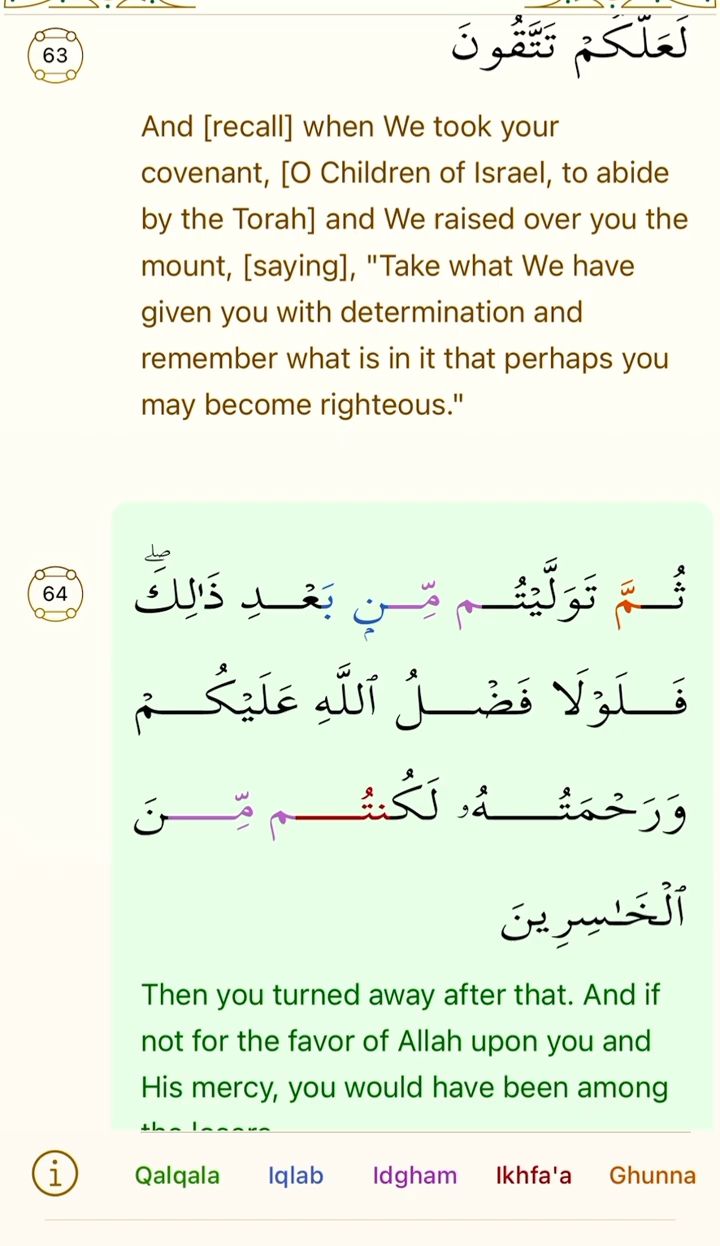 63
لَعَلَّكُمْ تَتَّقُونَ
And [recall] when We took your
covenant, [O Children of Israel, to abide
by the Torah] and We raised over you the
mount, [saying], "Take what We have
given you with determination and
remember what is in it that perhaps you
may become righteous."
64
ثُمَّ تَوَلَّيْتُم مِّنۢ بَعْدِ ذَٰلِكَ ۖ
فَلَوْلَا فَضْلُ ٱللَّهِ عَلَيْكُمْ
وَرَحْمَتُهُۥ لَكُنتُم مِّنَ
ٱلْخَـٰسِرِينَ
Then you turned away after that. And if
not for the favor of Allah upon you and
His mercy, you would have been among
the losers
Qalqala Iqlab Idgham Ikhfa'a Ghunna